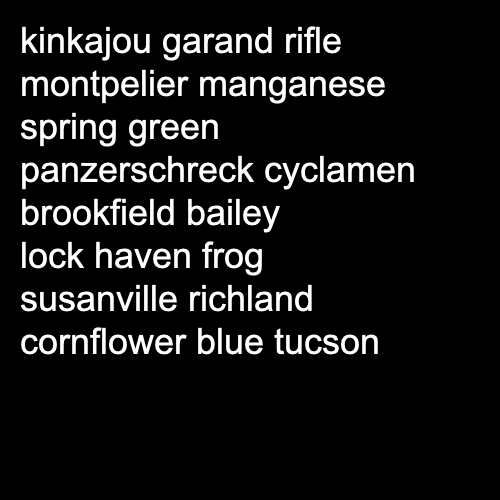 kinkajou garand rifle
montpelier manganese
spring green
panzerschreck cyclamen
brookfield bailey
lock haven frog
susanville richland
cornflower blue tucson